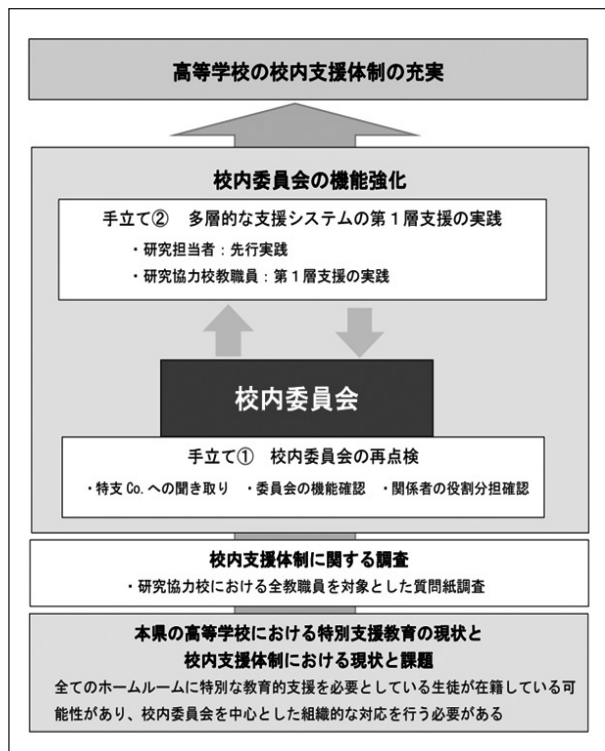 高等学校の校内支援体制の充実
校内委員会の機能強化
手立て② 多層的な支援システムの第1層支援の実践
・研究担当者：先行実践
・研究協力校教職員：第1層支援の実践
校内委員会
手立て① 校内委員会の再点検
・特支 Co. への聞き取り ・委員会の機能確認 ・関係者の役割分担確認
校内支援体制に関する調査
・研究協力校における全教職員を対象とした質問紙調査
本県の高等学校における特別支援教育の現状と
校内支援体制における現状と課題
全てのホームルームに特別な教育的支援を必要としている生徒が在籍している可
能性があり、校内委員会を中心とした組織的な対応を行う必要がある